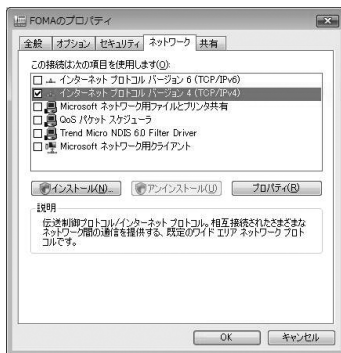 FOMAのプロパティ
全般 オプション セキュリティ ネットワーク 共有
この接続は次の項目を使用します(O):
インターネット プロトコル バージョン 6 (TCP/IPv6)
インターネット プロトコル バージョン 4 (TCP/IPv4)
Microsoft ネットワーク用ファイルとプリンタ共有
QoS パケット スケジューラ
Trend Micro NDIS 6.0 Filter Driver
Microsoft ネットワーク用クライアント
インストール(N)... アンインストール(U) プロパティ(R)
説明
伝送制御プロトコル/インターネット プロトコル。相互接続されたさまざまな
ネットワーク間の通信を提供する、既定のワイド エリア ネットワーク プロト
コルです。
OK キャンセル